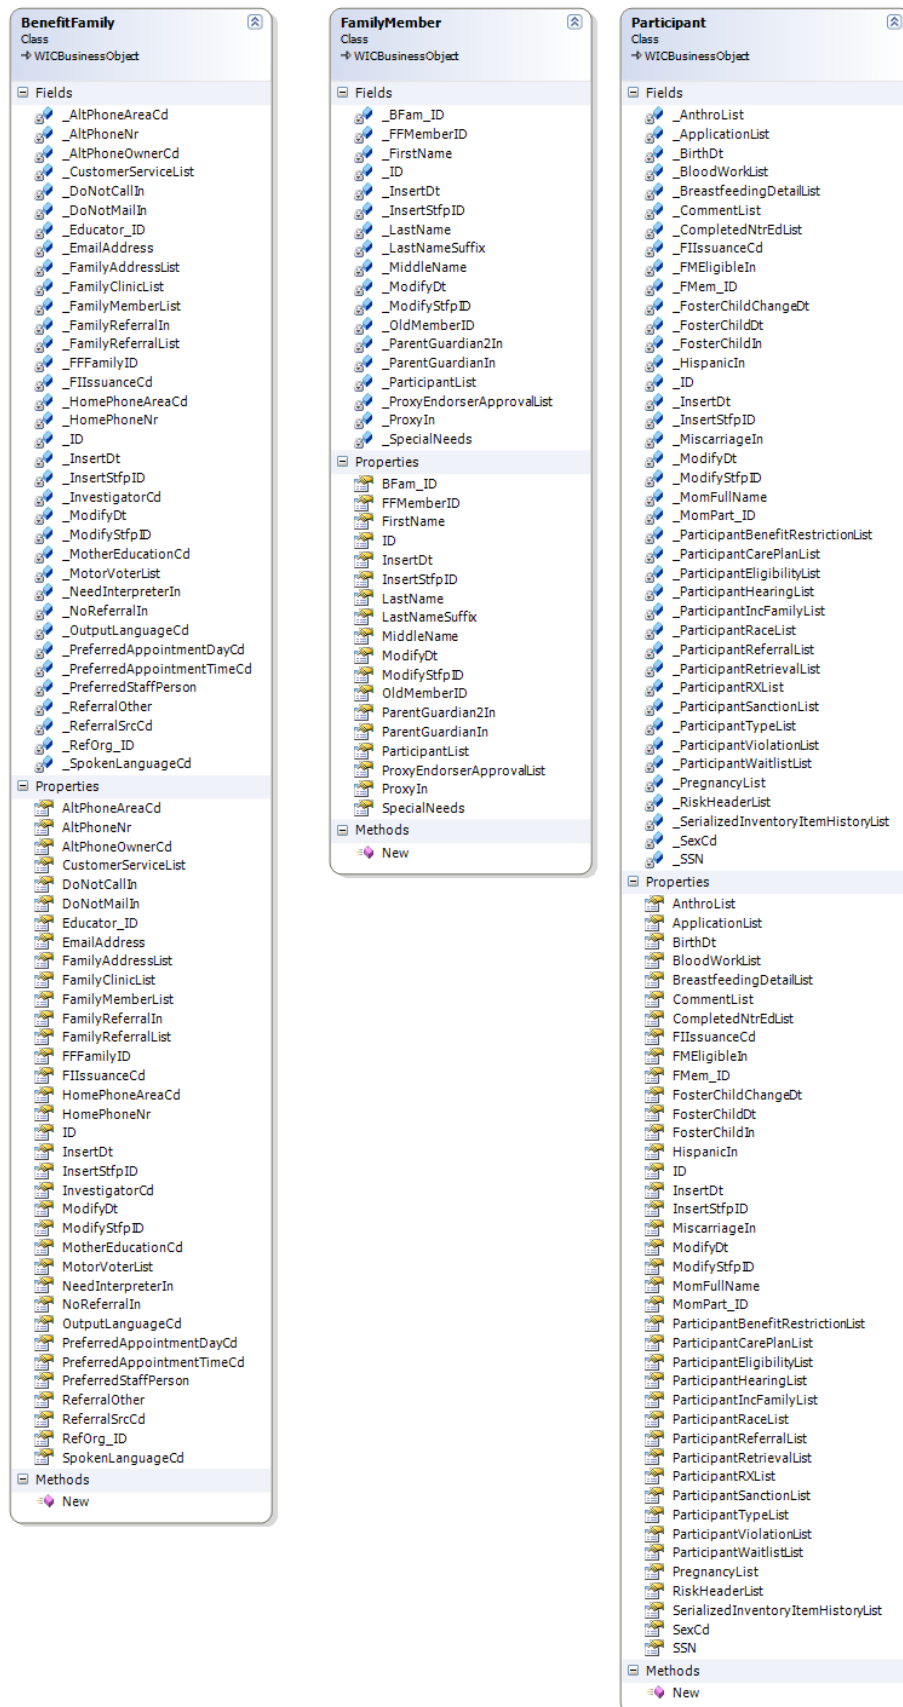 BenefitFamily
Class
WICBusinessObject
Fields
_AltPhoneAreaCd
_AltPhoneNr
_AltPhoneOwnerCd
_CustomerServiceList
_DoNotCallIn
_DoNotMailIn
_Educator_ID
_EmailAddress
_FamilyAddressList
_FamilyClinicList
_FamilyMemberList
_FamilyReferralIn
_FamilyReferralList
_FFFamilyID
_FIIssuanceCd
_HomePhoneAreaCd
_HomePhoneNr
_ID
_InsertDt
_InsertStfpID
_InvestigatorCd
_ModifyDt
_ModifyStfpID
_MotherEducationCd
_MotorVoterList
_NeedInterpreterIn
_NoReferralIn
_OutputLanguageCd
_PreferredAppointmentDayCd
_PreferredAppointmentTimeCd
_PreferredStaffPerson
_ReferralOther
_ReferralSrcCd
_RefOrg_ID
_SpokenLanguageCd
Properties
AltPhoneAreaCd
AltPhoneNr
AltPhoneOwnerCd
CustomerServiceList
DoNotCallIn
DoNotMailIn
Educator_ID
EmailAddress
FamilyAddressList
FamilyClinicList
FamilyMemberList
FamilyReferralIn
FamilyReferralList
FFFamilyID
FIIssuanceCd
HomePhoneAreaCd
HomePhoneNr
ID
InsertDt
InsertStfpID
InvestigatorCd
ModifyDt
ModifyStfpID
MotherEducationCd
MotorVoterList
NeedInterpreterIn
NoReferralIn
OutputLanguageCd
PreferredAppointmentDayCd
PreferredAppointmentTimeCd
PreferredStaffPerson
ReferralOther
ReferralSrcCd
RefOrg_ID
SpokenLanguageCd
Methods
New
FamilyMember
Class
WICBusinessObject
Fields
_BFam_ID
_FFMemberID
_FirstName
_ID
_InsertDt
_InsertStfpID
_LastName
_LastNameSuffix
_MiddleName
_ModifyDt
_ModifyStfpID
_OldMemberID
_ParentGuardian2In
_ParentGuardianIn
_ParticipantList
_ProxyEndorserApprovalList
_ProxyIn
_SpecialNeeds
Properties
BFam_ID
FFMemberID
FirstName
ID
InsertDt
InsertStfpID
LastName
LastNameSuffix
MiddleName
ModifyDt
ModifyStfpID
OldMemberID
ParentGuardian2In
ParentGuardianIn
ParticipantList
ProxyEndorserApprovalList
ProxyIn
SpecialNeeds
Methods
New
Participant
Class
WICBusinessObject
Fields
_AnthroList
_ApplicationList
_BirthDt
_BloodWorkList
_BreastfeedingDetailList
_CommentList
_CompletedNtrEdList
_FIIssuanceCd
_FMEligibleIn
_FMem_ID
_FosterChildChangeDt
_FosterChildDt
_FosterChildIn
_HispanicIn
_ID
_InsertDt
_InsertStfpID
_MiscarriageIn
_ModifyDt
_ModifyStfpID
_MomFullName
_MomPart_ID
_ParticipantBenefitRestrictionList
_ParticipantCarePlanList
_ParticipantEligibilityList
_ParticipantHearingList
_ParticipantIncFamilyList
_ParticipantRaceList
_ParticipantReferralList
_ParticipantRetrievalList
_ParticipantRXList
_ParticipantSanctionList
_ParticipantTypeList
_ParticipantViolationList
_ParticipantWaitlistList
_PregnancyList
_RiskHeaderList
_SerializedInventoryItemHistoryList
_SexCd
_SSN
Properties
AnthroList
ApplicationList
BirthDt
BloodWorkList
BreastfeedingDetailList
CommentList
CompletedNtrEdList
FIIssuanceCd
FMEligibleIn
FMem_ID
FosterChildChangeDt
FosterChildDt
FosterChildIn
HispanicIn
ID
InsertDt
InsertStfpID
MiscarriageIn
ModifyDt
ModifyStfpID
MomFullName
MomPart_ID
ParticipantBenefitRestrictionList
ParticipantCarePlanList
ParticipantEligibilityList
ParticipantHearingList
ParticipantIncFamilyList
ParticipantRaceList
ParticipantReferralList
ParticipantRetrievalList
ParticipantRXList
ParticipantSanctionList
ParticipantTypeList
ParticipantViolationList
ParticipantWaitlistList
PregnancyList
RiskHeaderList
SerializedInventoryItemHistoryList
SexCd
SSN
Methods
New